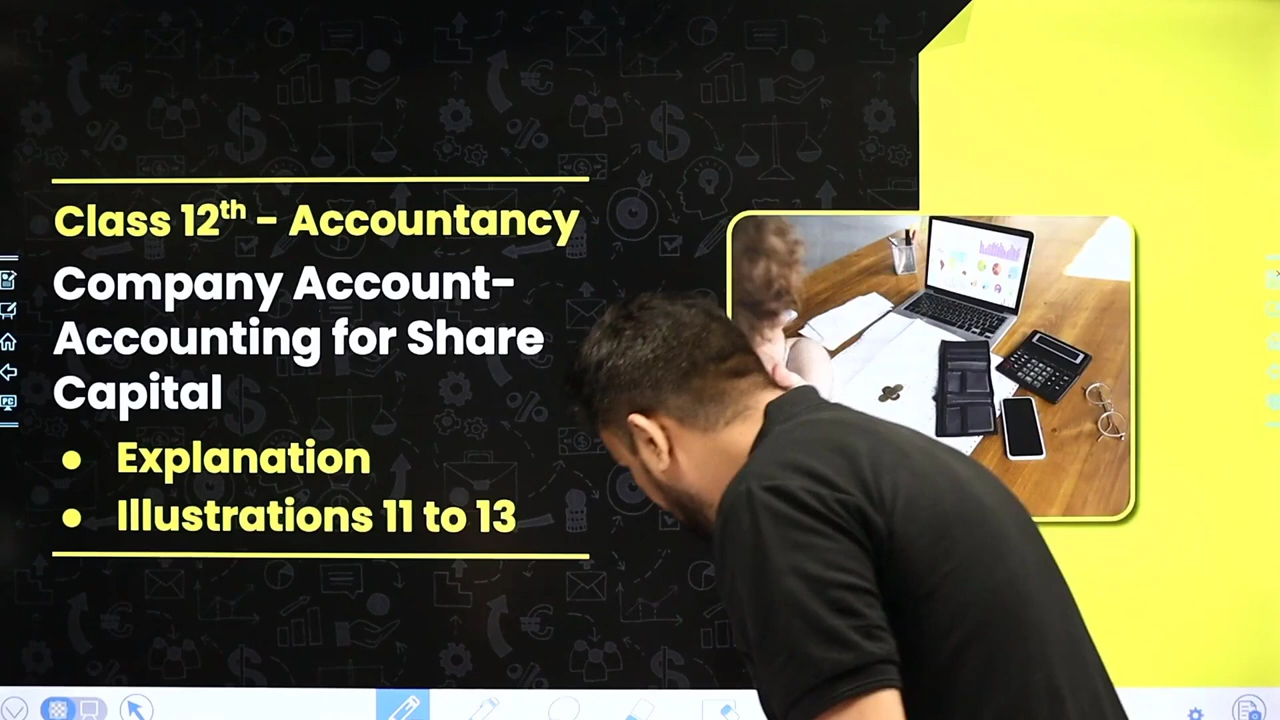 Class 12th - Accountancy
Company Account-
Accounting for Share
Capital
● Explanation
● Illustrations 11 to 13